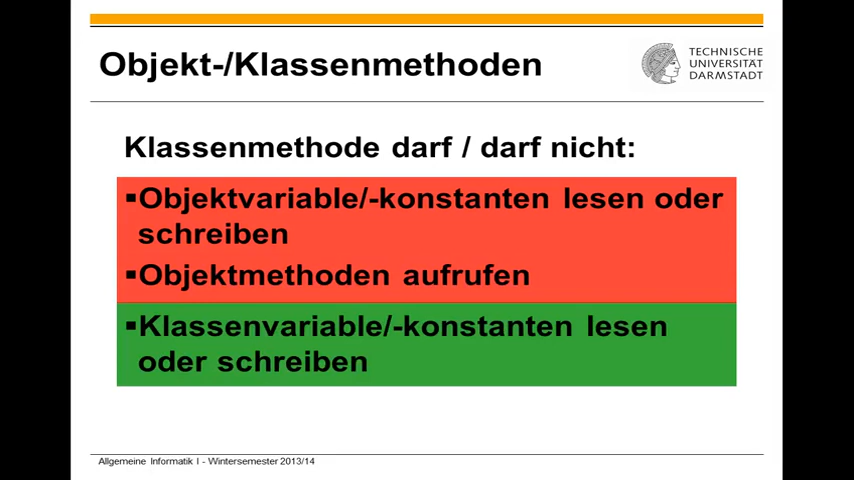 Objekt-/Klassenmethoden
TECHNISCHE
UNIVERSITÄT
DARMSTADT
Klassenmethode darf / darf nicht:
▪Objektvariable/-konstanten lesen oder
schreiben
▪Objektmethoden aufrufen
▪Klassenvariable/-konstanten lesen
oder schreiben
Allgemeine Informatik I - Wintersemester 2013/14